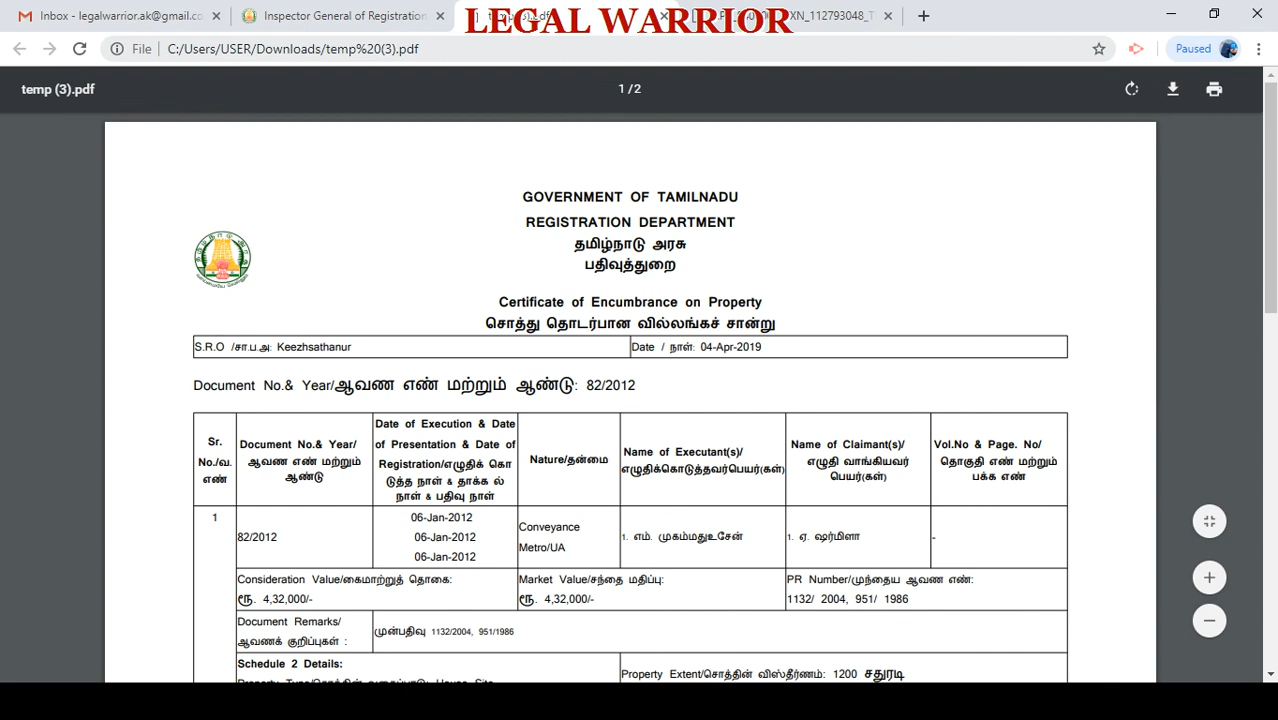 Inbox - legalwarrior.ak@gmail.co
Inspector General of Registration
LEGAL WARRIOR
Paused
File
C:/Users/USER/Downloads/temp%20(3).pdf
temp (3).pdf
1 / 2
GOVERNMENT OF TAMILNADU
REGISTRATION DEPARTMENT
தமிழ்நாடு அரசு
பதிவுத்துறை
Certificate of Encumbrance on Property
சொத்து தொடர்பான வில்லங்கச் சான்று
S.R.O /சா.ப.அ: Keezhsathanur
Date / நாள்: 04-Apr-2019
Document No.& Year/ஆவண எண் மற்றும் ஆண்டு: 82/2012
Sr. No./வ. எண்
Document No.& Year/
ஆவண எண் மற்றும்
ஆண்டு
Date of Execution & Date
of Presentation & Date of
Registration/எழுதிக் கொ
டுத்த நாள் & தாக்க ல்
நாள் & பதிவு நாள்
Nature/தன்மை
Name of Executant(s)/
எழுதிக்கொடுத்தவர்பெயர்(கள்)
Name of Claimant(s)/
எழுதி வாங்கியவர்
பெயர்(கள்)
Vol.No & Page. No/
தொகுதி எண் மற்றும்
பக்க எண்
1
82/2012
06-Jan-2012
06-Jan-2012
06-Jan-2012
Conveyance
Metro/UA
1. எம். முகம்மதுஉசேன்
1. ஏ. ஷர்மிளா
-
Consideration Value/கைமாற்றுத் தொகை:
ரூ. 4,32,000/-
Market Value/சந்தை மதிப்பு:
ரூ. 4,32,000/-
PR Number/முந்தைய ஆவண எண்:
1132/ 2004, 951/ 1986
Document Remarks/
ஆவணக் குறிப்புகள் :
முன்பதிவு 1132/2004, 951/1986
Schedule 2 Details:
Property Extent/சொத்தின் விஸ்தீர்ணம்: 1200 சதுரடி